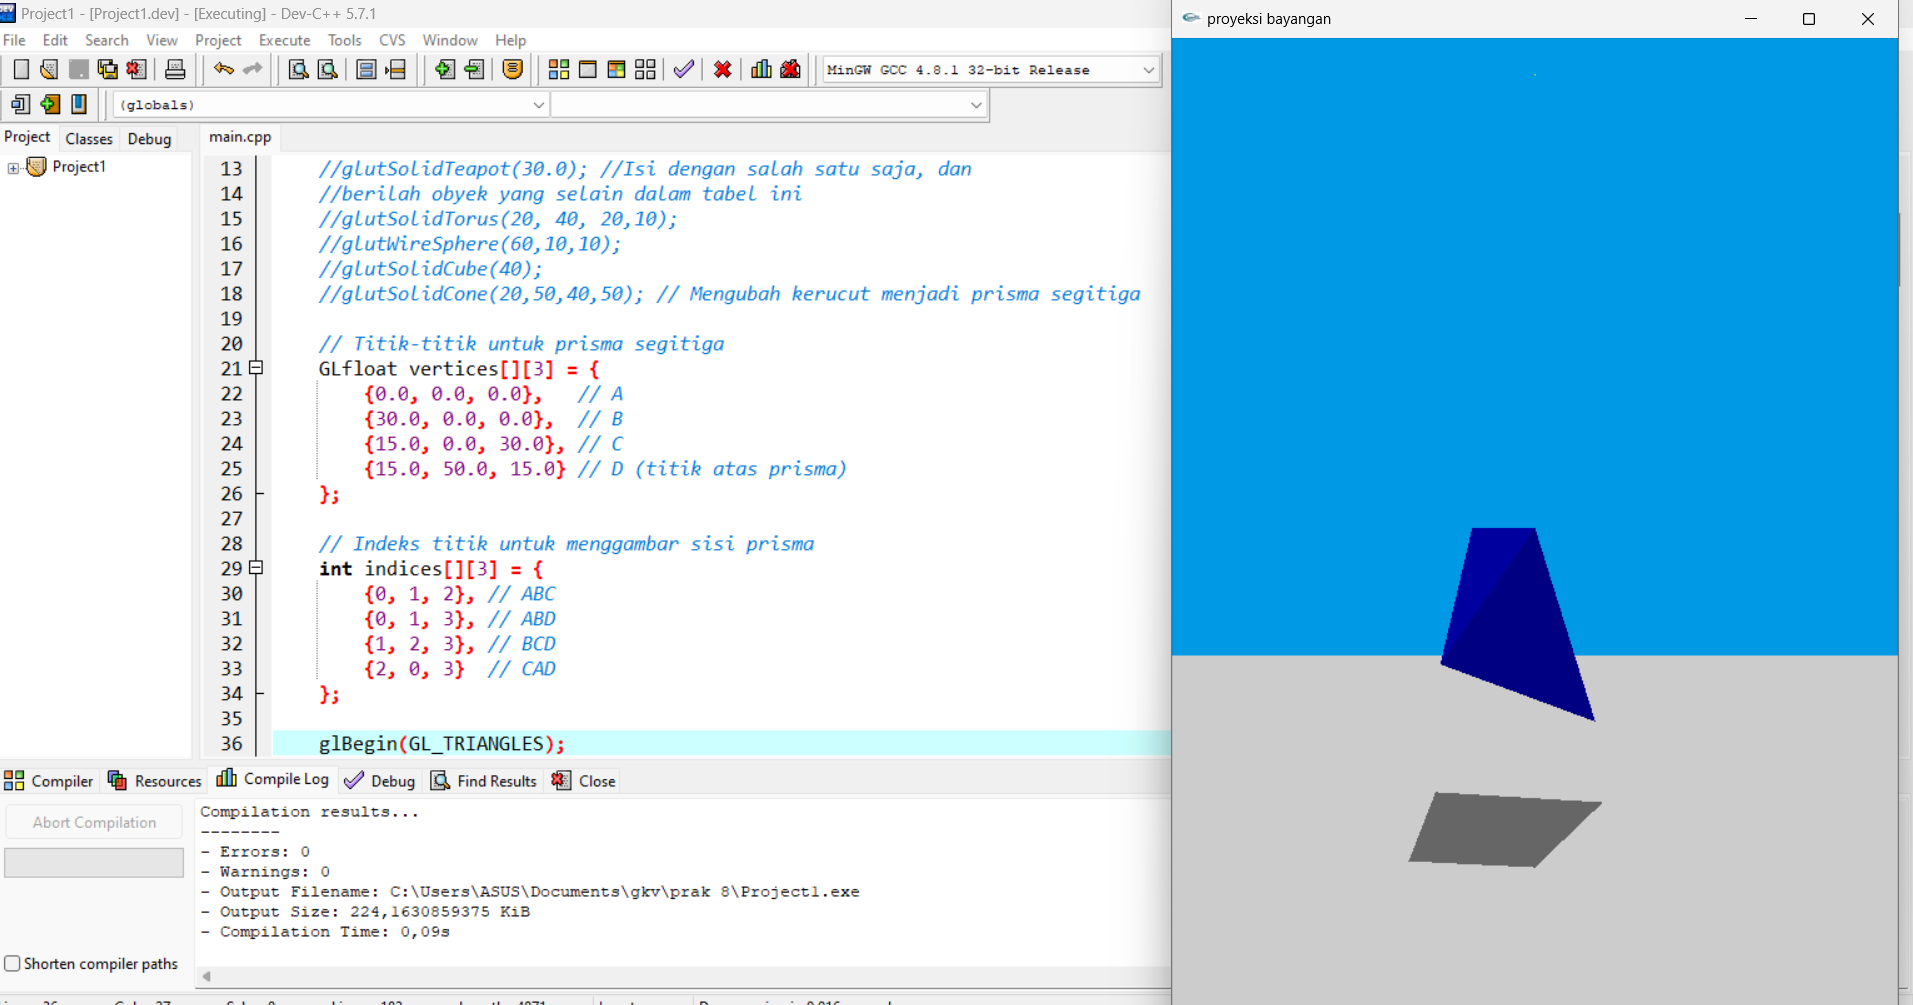 Project1 - [Project1.dev] - [Executing] - Dev-C++ 5.7.1
File Edit Search View Project Execute Tools CVS Window Help
MinGW GCC 4.8.1 32-bit Release
(globals)
Project Classes Debug
main.cpp
Project1
13 //glutSolidTeapot(30.0); //Isi dengan salah satu saja, dan
14 //berilah obyek yang selain dalam tabel ini
15 //glutSolidTorus(20, 40, 20,10);
16 //glutWireSphere(60,10,10);
17 //glutSolidCube(40);
18 //glutSolidCone(20,50,40,50); // Mengubah kerucut menjadi prisma segitiga
19
20 // Titik-titik untuk prisma segitiga
21 GLfloat vertices[][3] = {
22 {0.0, 0.0, 0.0}, // A
23 {30.0, 0.0, 0.0}, // B
24 {15.0, 0.0, 30.0}, // C
25 {15.0, 50.0, 15.0} // D (titik atas prisma)
26 };
27
28 // Indeks titik untuk menggambar sisi prisma
29 int indices[][3] = {
30 {0, 1, 2}, // ABC
31 {0, 1, 3}, // ABD
32 {1, 2, 3}, // BCD
33 {2, 0, 3} // CAD
34 };
35
36 glBegin(GL_TRIANGLES);
Compiler Resources Compile Log Debug Find Results Close
Abort Compilation
Shorten compiler paths
Compilation results...
--------
- Errors: 0
- Warnings: 0
- Output Filename: C:\Users\ASUS\Documents\gkv\prak 8\Project1.exe
- Output Size: 224,1630859375 KiB
- Compilation Time: 0,09s
proyeksi bayangan